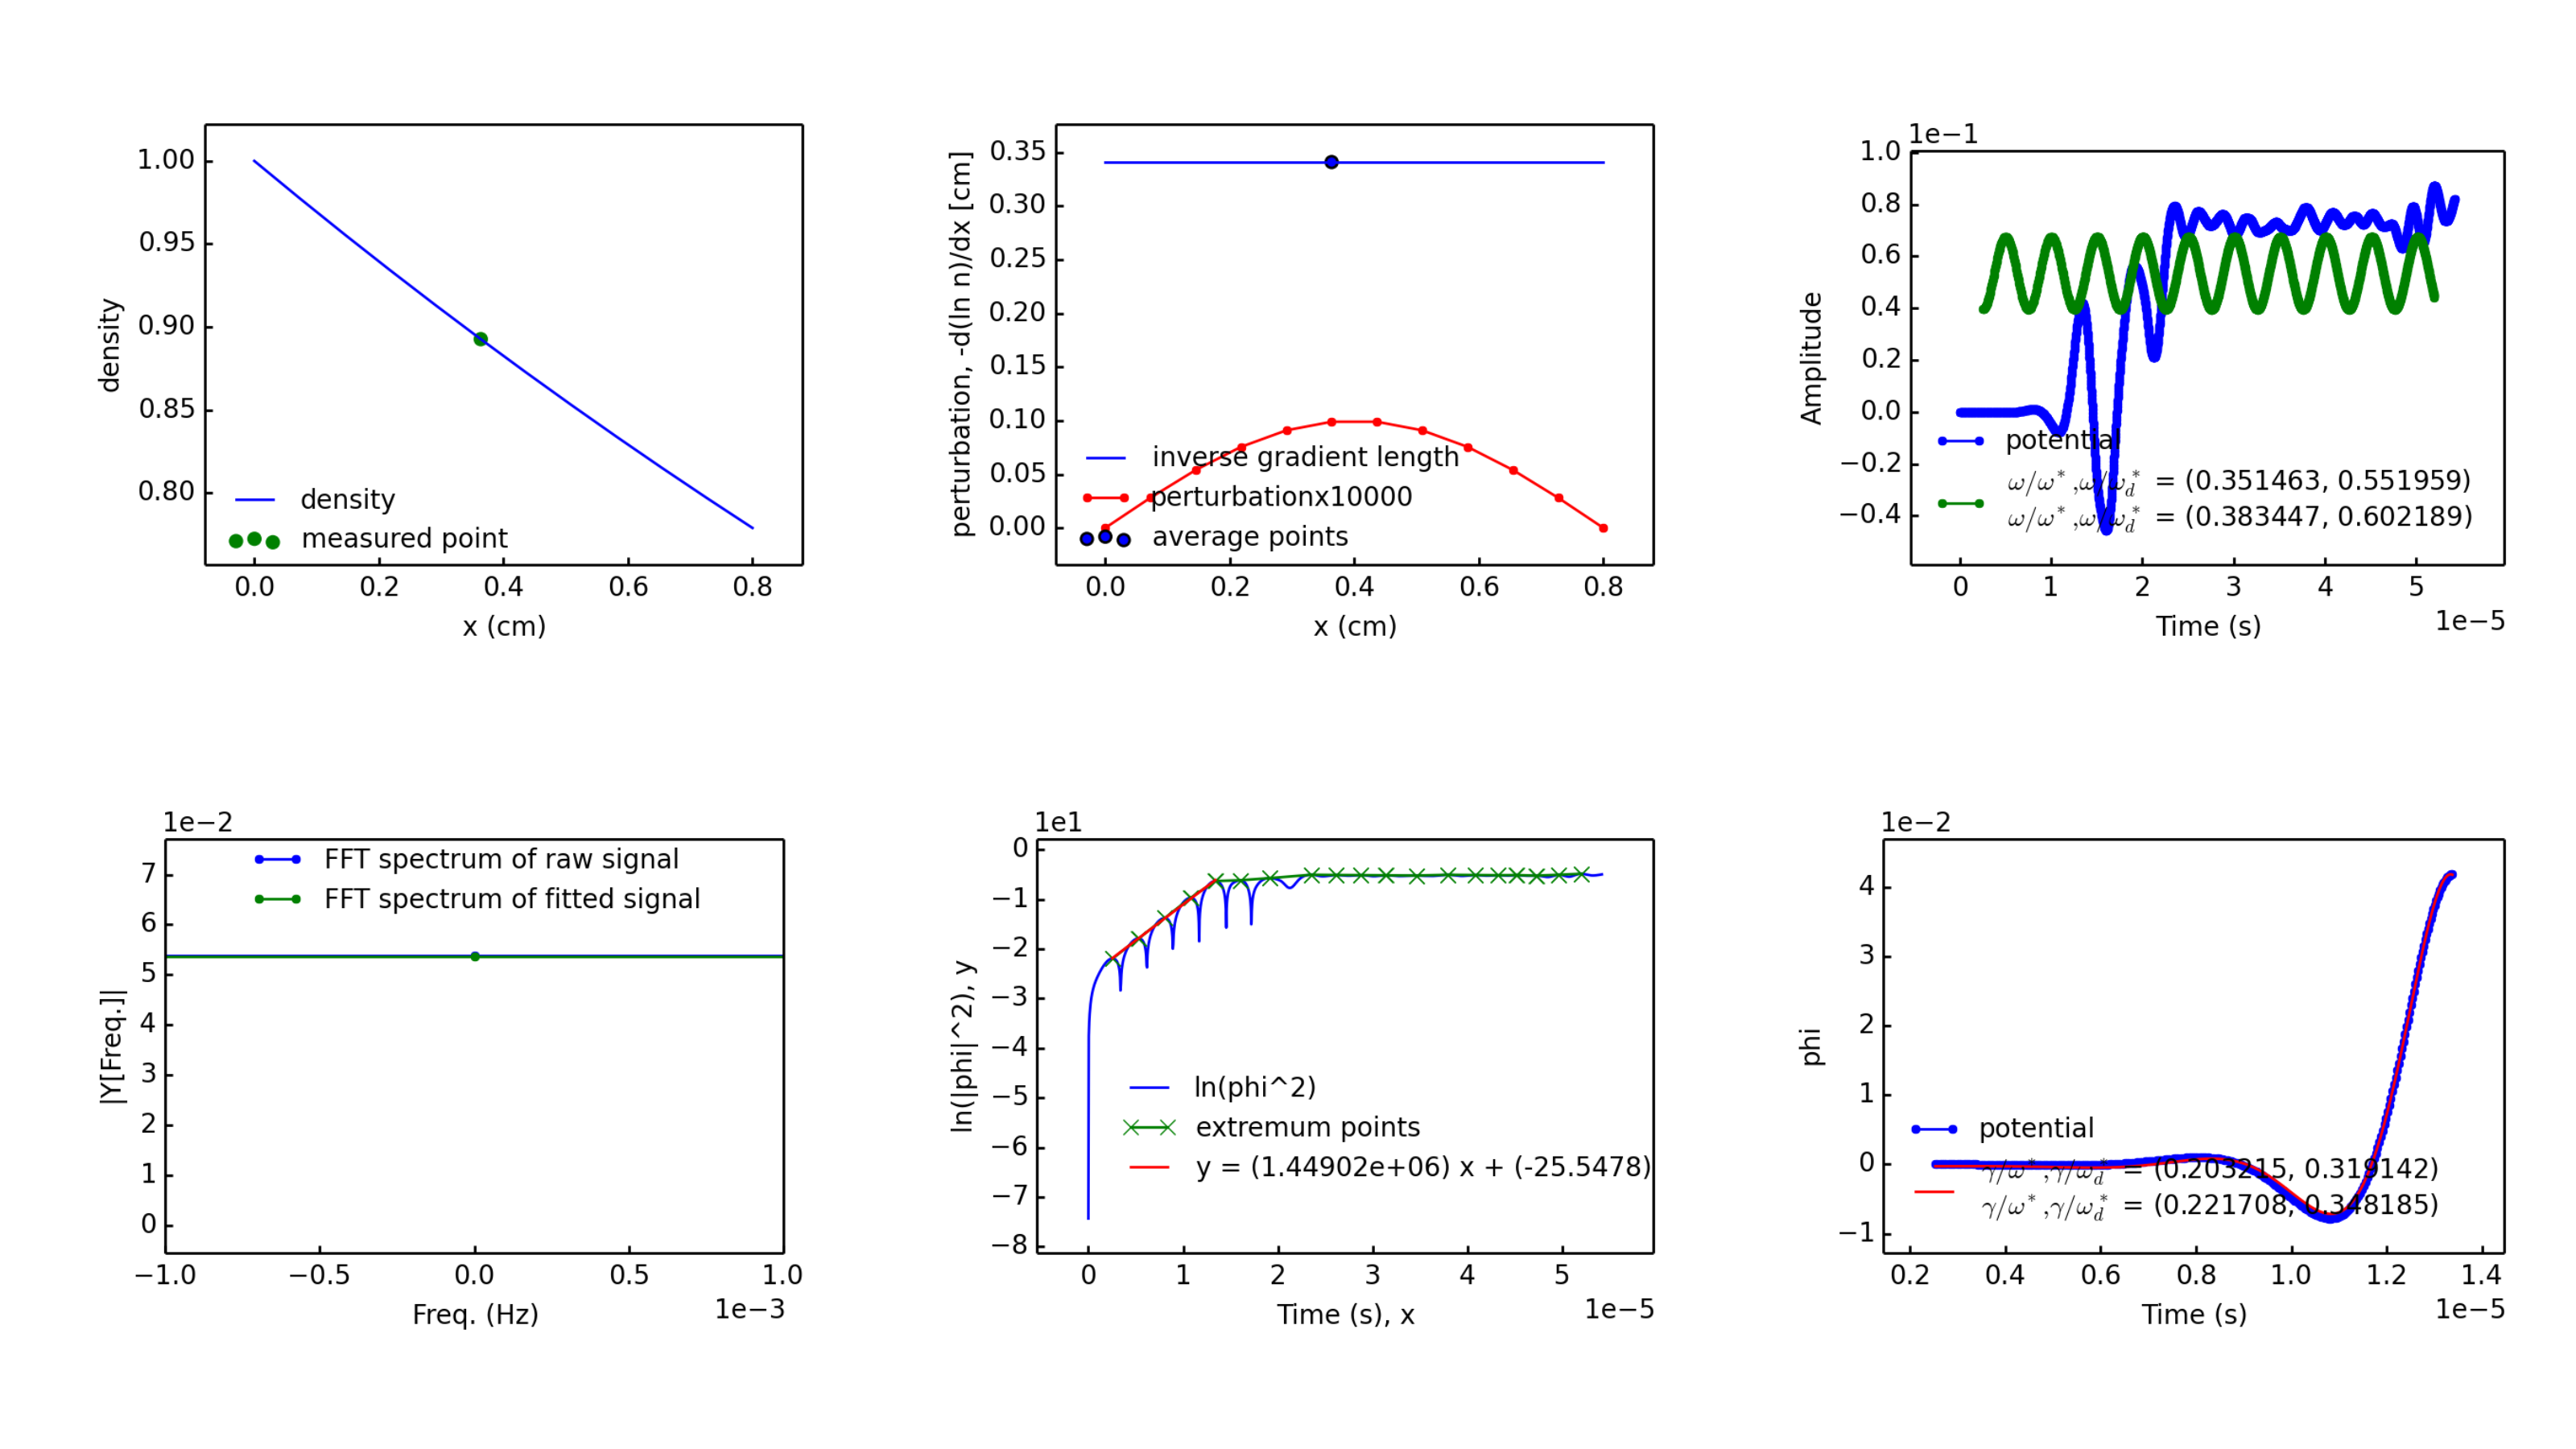 1.00
0.95
0.90
0.85
0.80
density
density
measured point
0.0 0.2 0.4 0.6 0.8
x (cm)
0.35
0.30
0.25
0.20
0.15
0.10
0.05
0.00
perturbation, -d(ln n)/dx [cm]
inverse gradient length
perturbationx10000
average points
0.0 0.2 0.4 0.6 0.8
x (cm)
1e−1
1.0
0.8
0.6
0.4
0.2
0.0
−0.2
−0.4
Amplitude
potential
ω/ω* ,ω/ω*d = (0.351463, 0.551959)
ω/ω* ,ω/ω*d = (0.383447, 0.602189)
0 1 2 3 4 5
Time (s)
1e−5
1e−2
7
6
5
4
3
2
1
0
|Y[Freq.]|
FFT spectrum of raw signal
FFT spectrum of fitted signal
−1.0 −0.5 0.0 0.5 1.0
Freq. (Hz)
1e−3
1e1
0
−1
−2
−3
−4
−5
−6
−7
−8
ln(|phi|^2), y
ln(phi^2)
extremum points
y = (1.44902e+06) x + (-25.5478)
0 1 2 3 4 5
Time (s), x
1e−5
1e−2
4
3
2
1
0
−1
phi
potential
γ/ω* ,γ/ω*d = (0.203215, 0.319142)
γ/ω* ,γ/ω*d = (0.221708, 0.348185)
0.2 0.4 0.6 0.8 1.0 1.2 1.4
Time (s)
1e−5